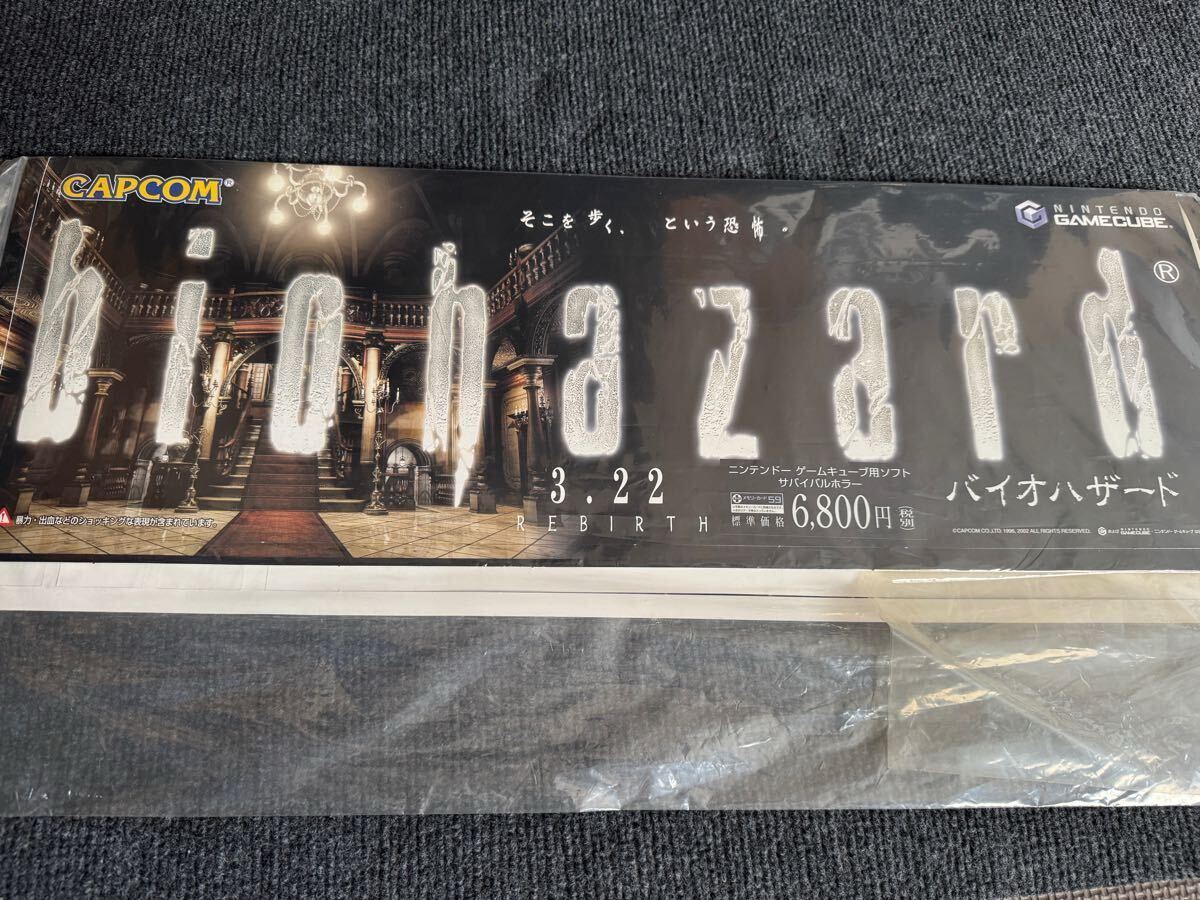 CAPCOM®
そこを歩く、 という恐怖。
NINTENDO
GAMECUBE™
biohazard®
3.22
REBIRTH
ニンテンドー ゲームキューブ用ソフト
サバイバルホラー
メモリーカード 59
標準価格 6,800円 税別
バイオハザード
暴力・出血などのショッキングな表現が含まれています。
©CAPCOM CO.,LTD. 1996, 2002 ALL RIGHTS RESERVED.
NINTENDO
GAMECUBE